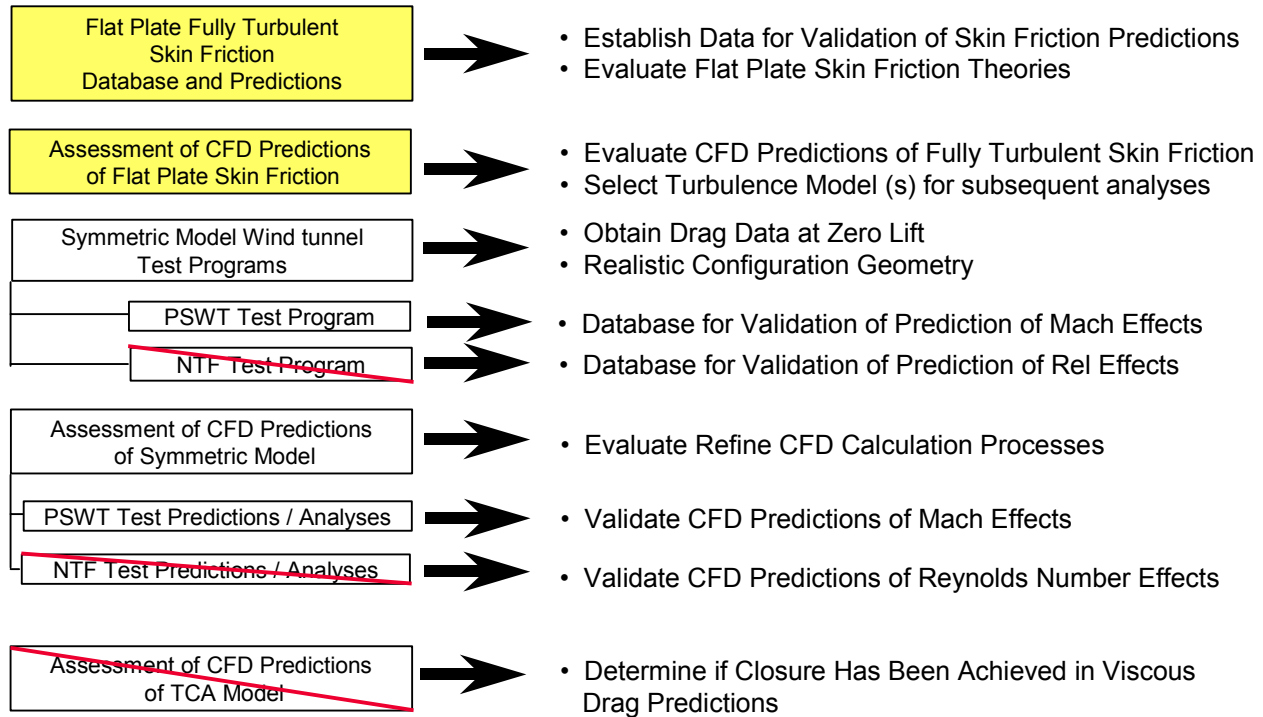 Flat Plate Fully Turbulent
Skin Friction
Database and Predictions
• Establish Data for Validation of Skin Friction Predictions
• Evaluate Flat Plate Skin Friction Theories
Assessment of CFD Predictions
of Flat Plate Skin Friction
• Evaluate CFD Predictions of Fully Turbulent Skin Friction
• Select Turbulence Model (s) for subsequent analyses
Symmetric Model Wind tunnel
Test Programs
• Obtain Drag Data at Zero Lift
• Realistic Configuration Geometry
PSWT Test Program
• Database for Validation of Prediction of Mach Effects
NTF Test Program
• Database for Validation of Prediction of Rel Effects
Assessment of CFD Predictions
of Symmetric Model
• Evaluate Refine CFD Calculation Processes
PSWT Test Predictions / Analyses
• Validate CFD Predictions of Mach Effects
NTF Test Predictions / Analyses
• Validate CFD Predictions of Reynolds Number Effects
Assessment of CFD Predictions
of TCA Model
• Determine if Closure Has Been Achieved in Viscous
Drag Predictions